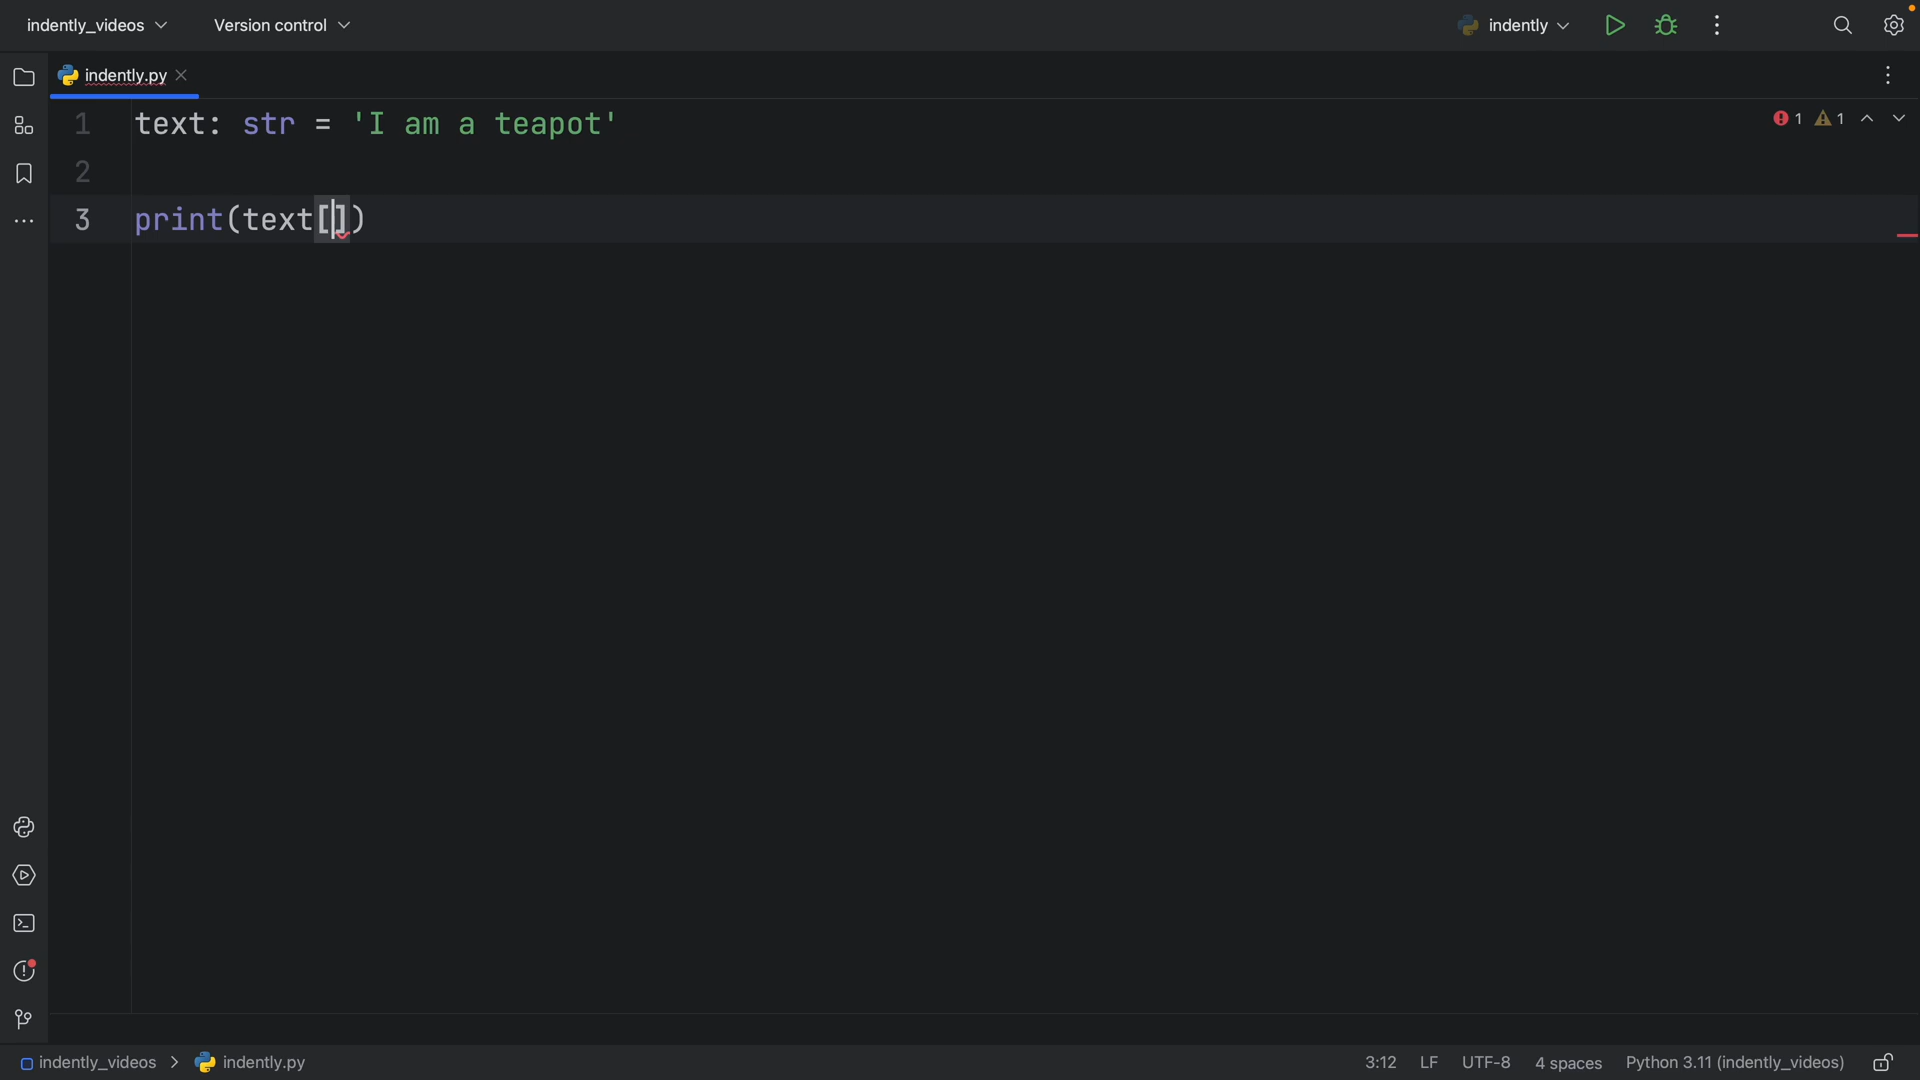 indently_videos Version control indently
indently.py
1 1
1 text: str = 'I am a teapot'
2
3 print(text[])
indently_videos > indently.py 3:12 LF UTF-8 4 spaces Python 3.11 (indently_videos)